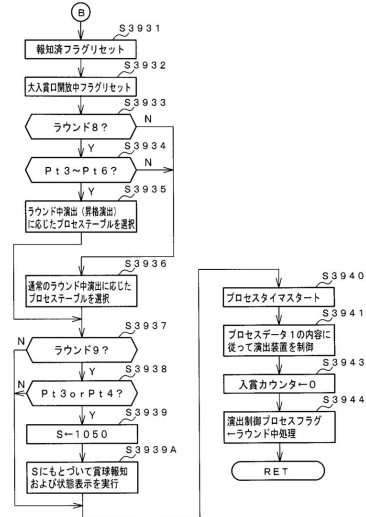 B
S3931
報知済フラグリセット
S3932
大入賞口開放中フラグリセット
S3933
ラウンド8?
N
Y
S3934
Pt3~Pt6?
N
Y
S3935
ラウンド中演出(昇格演出)
に応じたプロセステーブルを選択
S3936
通常のラウンド中演出に応じた
プロセステーブルを選択
S3937
ラウンド9?
N
Y
S3938
Pt3orPt4?
N
Y
S3939
S←1050
S3939A
Sにもとづいて賞球報知
および状態表示を実行
S3940
プロセスタイマスタート
S3941
プロセスデータ1の内容に
従って演出装置を制御
S3943
入賞カウンタ←0
S3944
演出制御プロセスフラグ
←ラウンド中処理
RET